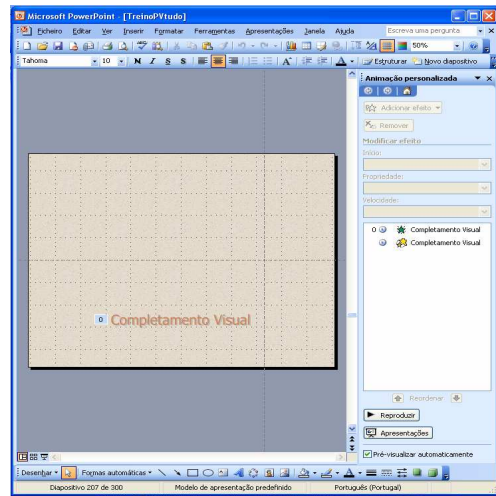 Microsoft PowerPoint - [TreinoPVtudo]
Ficheiro Editar Ver Inserir Formatar Ferramentas Apresentações Janela Ajuda Escreva uma pergunta
50%
Tahoma 10 N I S S Estruturar Novo diapositivo
Animação personalizada
Adicionar efeito
Remover
Modificar efeito
Início:
Propriedade:
Velocidade:
0 Completamento Visual
Completamento Visual
0 Completamento Visual
Reordenar
Reproduzir
Apresentações
Pré-visualizar automaticamente
Desenhar Formas automáticas
Diapositivo 207 de 300 Modelo de apresentação predefinido Português (Portugal)